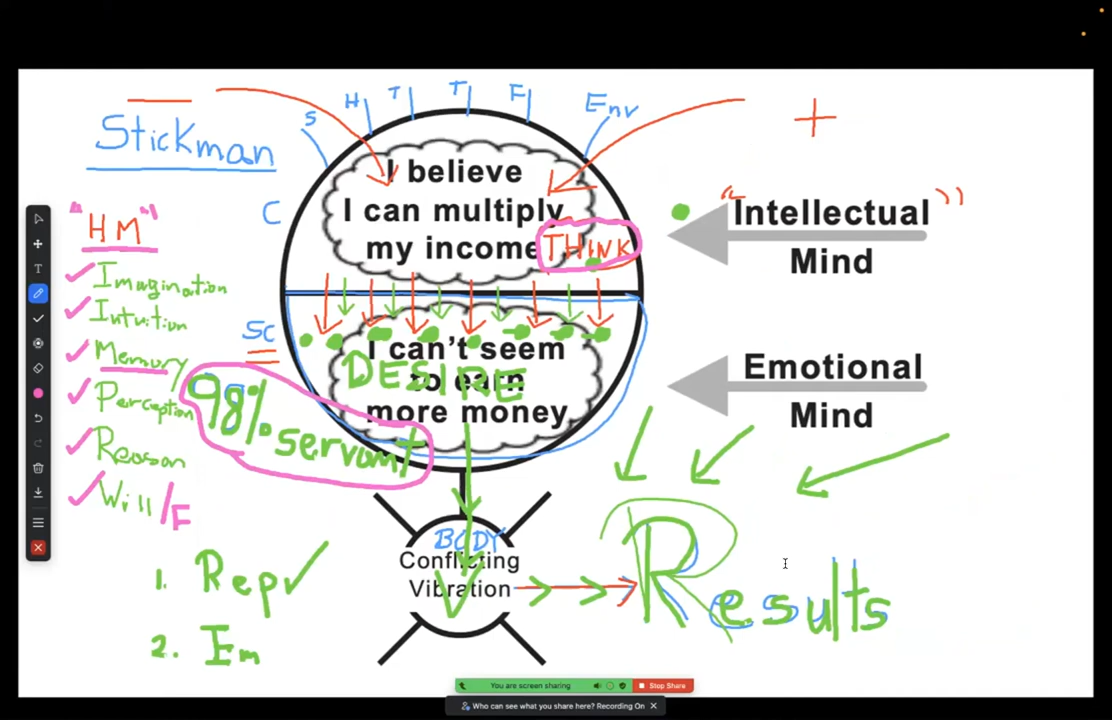 S H T T F Env
Stickman
+
I believe
I can multiply
my income
THINK
C
"Intellectual"
Mind
"HM"
Imagination
Intuition
Memory
Perception
Reason
Will/F
SC
I can't seem
to earn
more money
DESIRE
98% servant
Emotional
Mind
BODY
Conflicting
Vibration
Results
1. Rep
2. Em
T
You are screen sharing
Stop Share
Who can see what you share here? Recording On